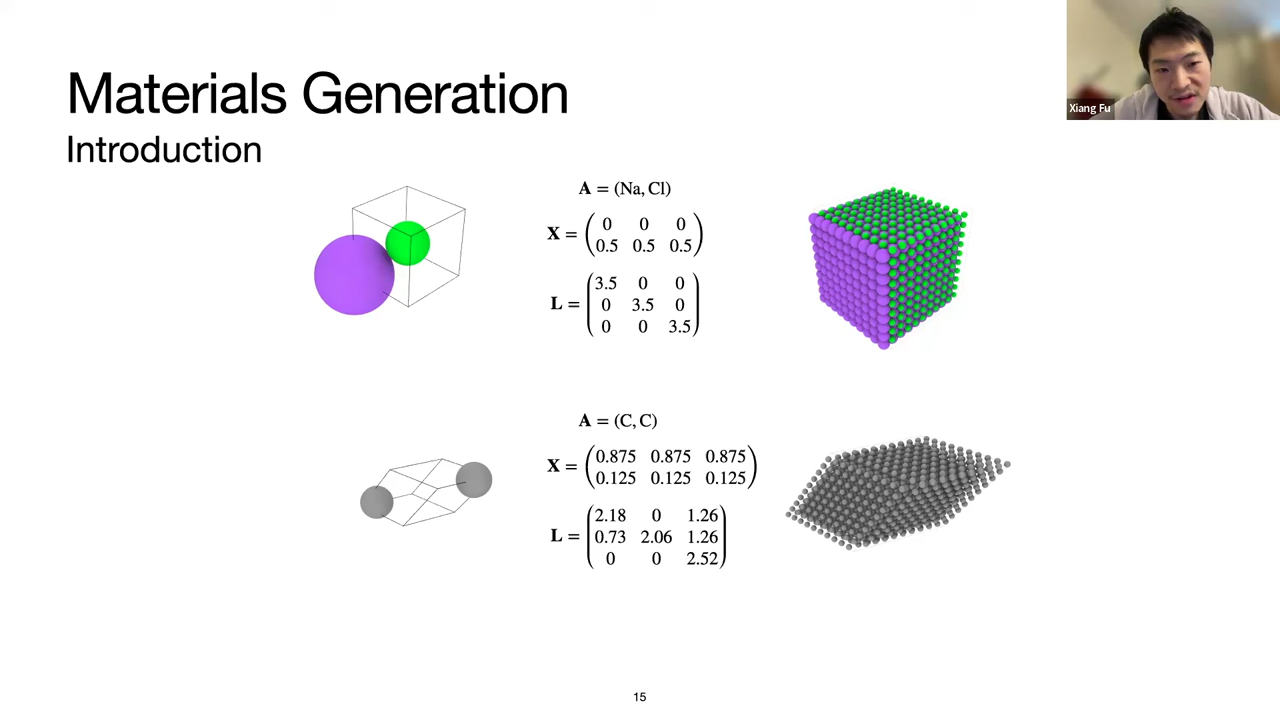 Materials Generation
Introduction
Xiang Fu
A = (Na, Cl)
X = (0 0 0
0.5 0.5 0.5)
L = (3.5 0 0
0 3.5 0
0 0 3.5)
A = (C, C)
X = (0.875 0.875 0.875
0.125 0.125 0.125)
L = (2.18 0 1.26
0.73 2.06 1.26
0 0 2.52)
15